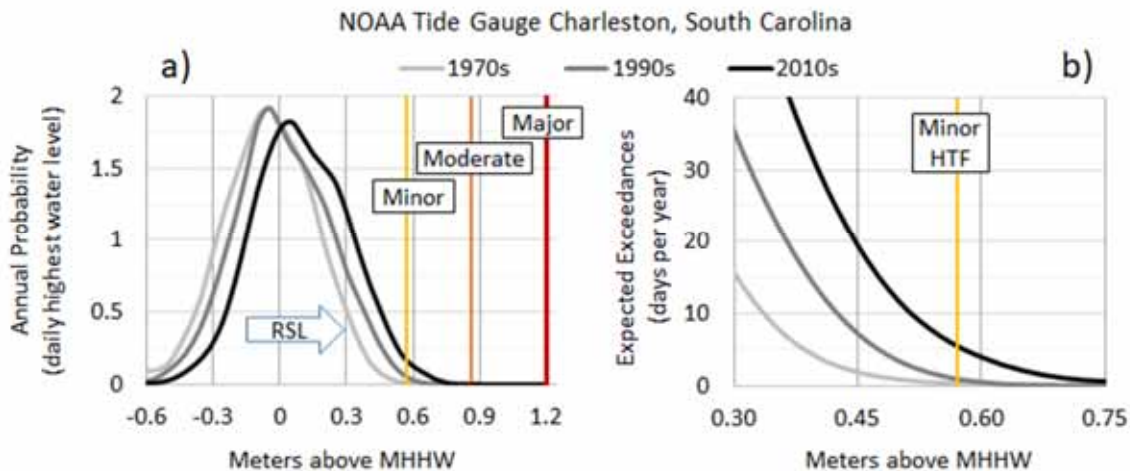 NOAA Tide Gauge Charleston, South Carolina
a)
1970s 1990s 2010s
b)
Annual Probability
(daily highest water level)
2
1.5
1
0.5
0
Major
Moderate
Minor
RSL
-0.6 -0.3 0 0.3 0.6 0.9 1.2
Meters above MHHW
Expected Exceedances
(days per year)
40
30
20
10
0
Minor
HTF
0.30 0.45 0.60 0.75
Meters above MHHW